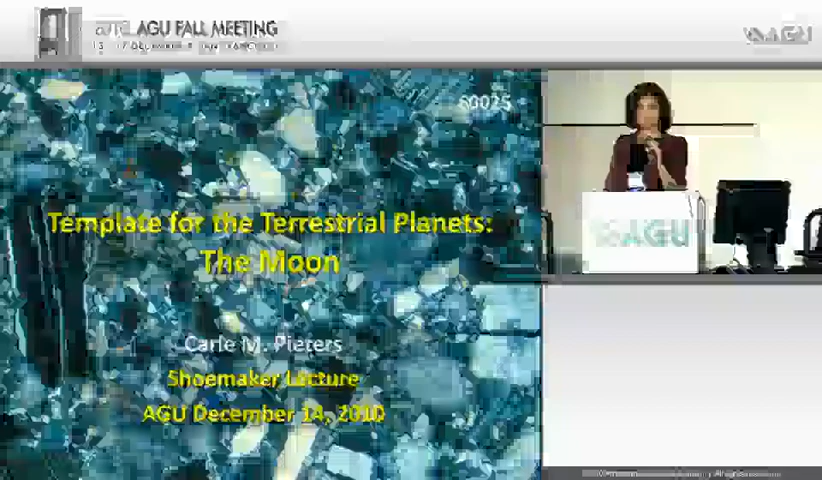 AGU FALL MEETING
AGU
60025
Template for the Terrestrial Planets:
The Moon
AGU
Carle M. Pieters
Shoemaker Lecture
AGU December 14, 2010